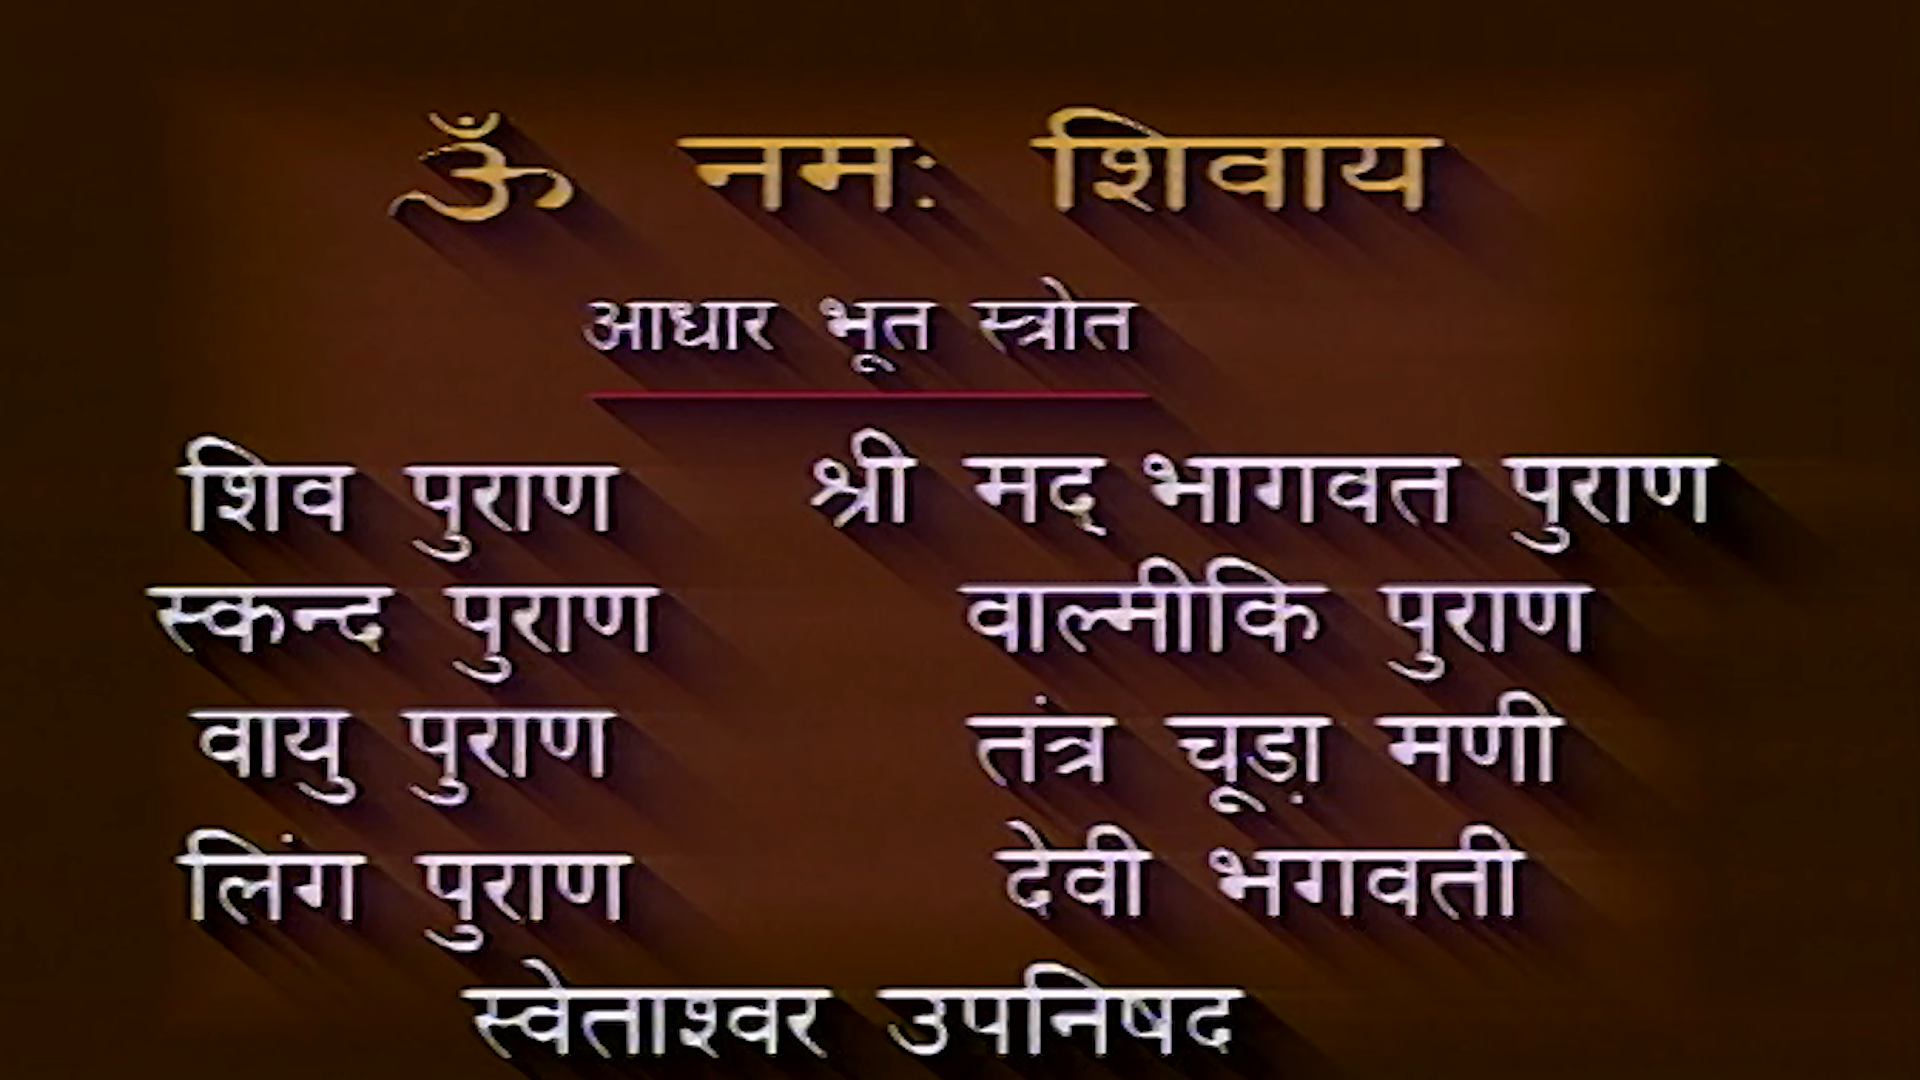 ॐ नमः शिवाय
आधार भूत स्त्रोत
शिव पुराण श्री मद् भागवत पुराण
स्कन्द पुराण वाल्मीकि पुराण
वायु पुराण तंत्र चूड़ा मणी
लिंग पुराण देवी भगवती
स्वेताश्वर उपनिषद